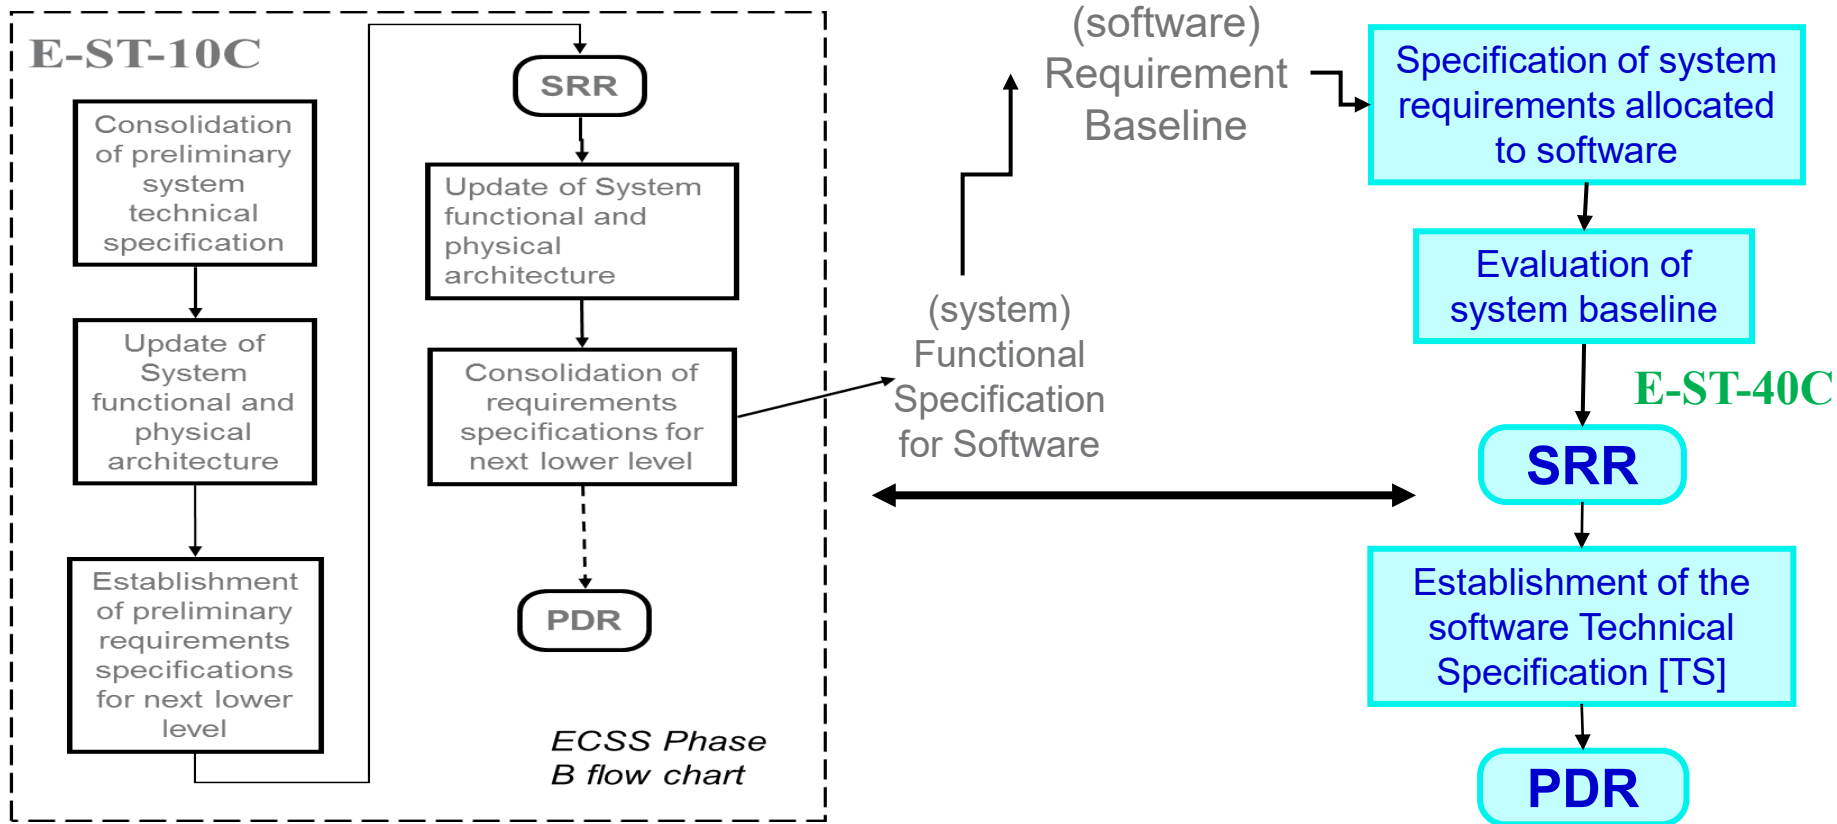 E-ST-10C
Consolidation
of preliminary
system
technical
specification
Update of
System
functional and
physical
architecture
Establishment
of preliminary
requirements
specifications
for next lower
level
SRR
Update of System
functional and
physical
architecture
Consolidation of
requirements
specifications for
next lower level
PDR
ECSS Phase
B flow chart
(system)
Functional
Specification
for Software
(software)
Requirement
Baseline
Specification of system
requirements allocated
to software
Evaluation of
system baseline
E-ST-40C
SRR
Establishment of the
software Technical
Specification [TS]
PDR